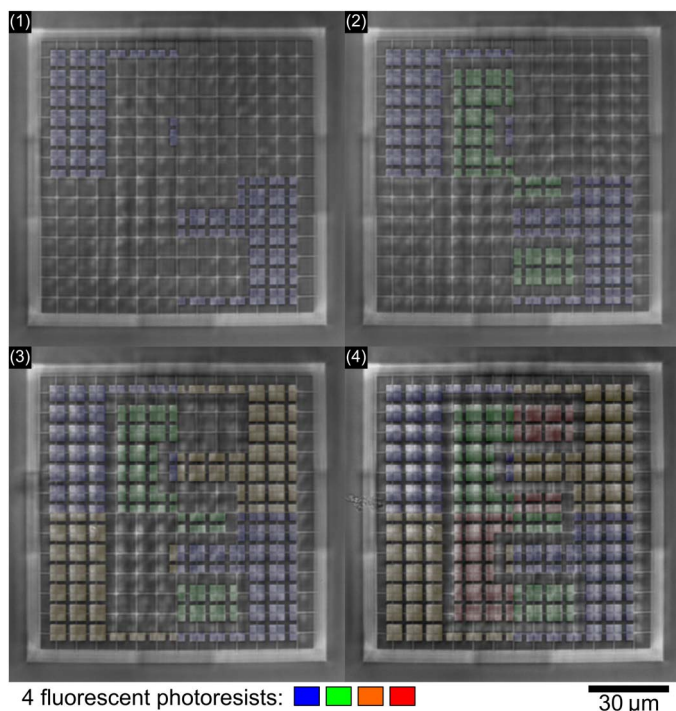 (1)
(2)
(3)
(4)
4 fluorescent photoresists:
30 µm